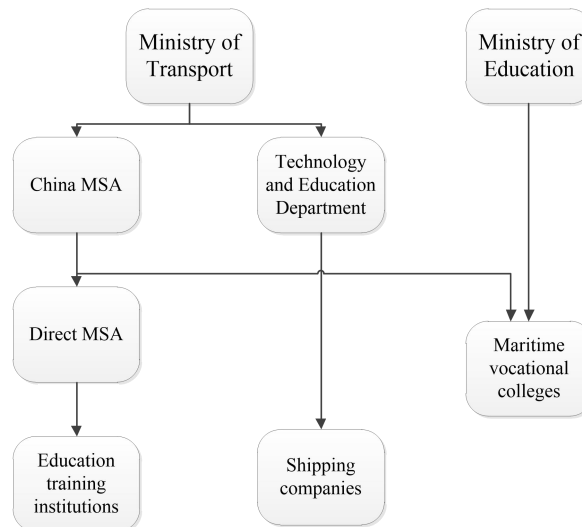 Ministry of
Transport
Ministry of
Education
China MSA
Technology
and Education
Department
Direct MSA
Maritime
vocational
colleges
Education
training
institutions
Shipping
companies